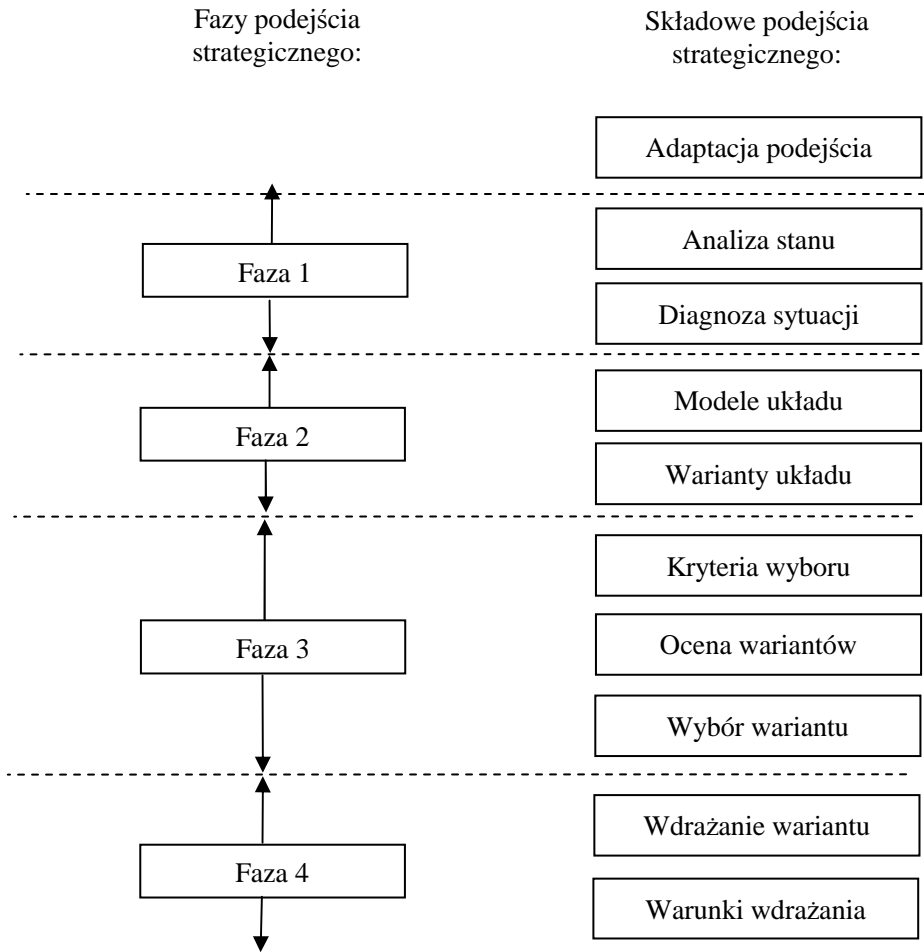 Fazy podejścia
strategicznego:
Składowe podejścia
strategicznego:
Adaptacja podejścia
Analiza stanu
Faza 1
Diagnoza sytuacji
Modele układu
Faza 2
Warianty układu
Kryteria wyboru
Faza 3
Ocena wariantów
Wybór wariantu
Wdrażanie wariantu
Faza 4
Warunki wdrażania